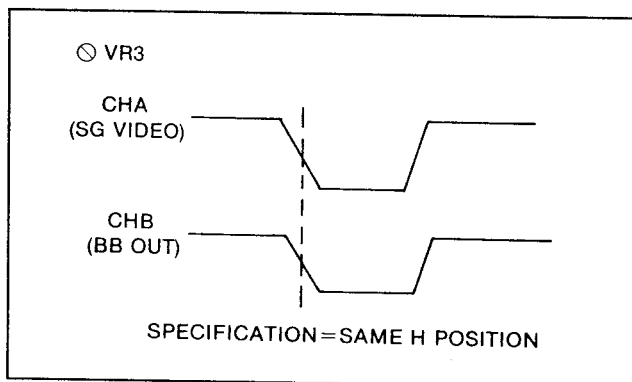 ⃠ VR3
CHA
(SG VIDEO)
CHB
(BB OUT)
SPECIFICATION=SAME H POSITION